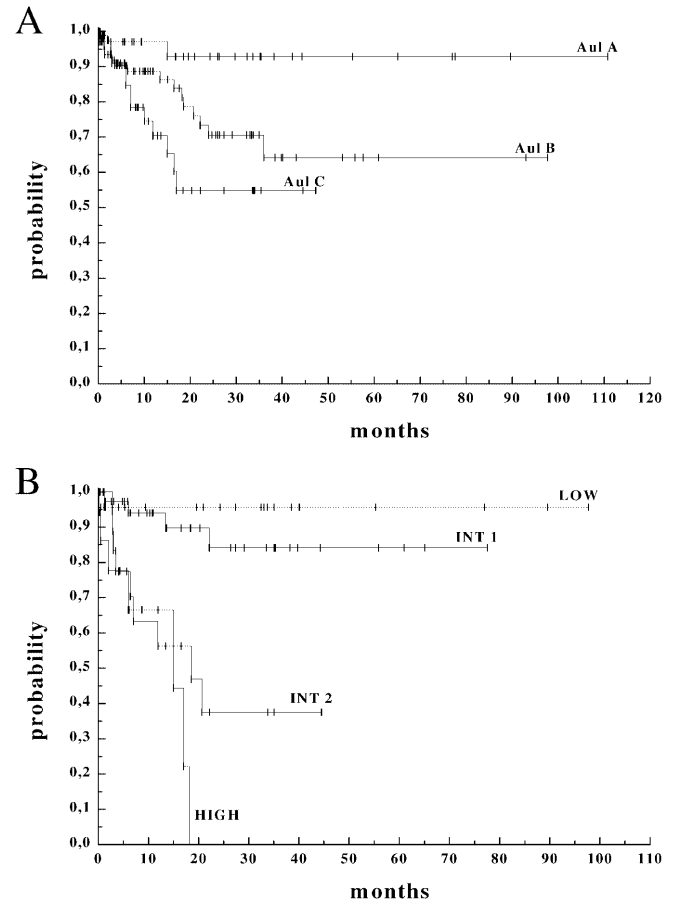 A
1,0
0,9
0,8
0,7
0,6
0,5
0,4
0,3
0,2
0,1
0,0
probability
Aul A
Aul B
Aul C
0 10 20 30 40 50 60 70 80 90 100 110 120
months
B
1,0
0,9
0,8
0,7
0,6
0,5
0,4
0,3
0,2
0,1
0,0
probability
LOW
INT 1
INT 2
HIGH
0 10 20 30 40 50 60 70 80 90 100 110
months